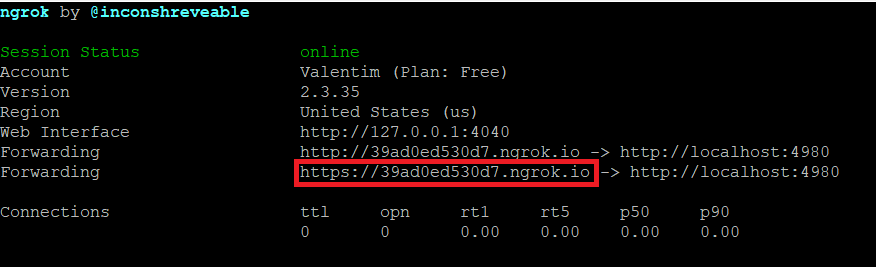 ngrok by @inconshreveable
Session Status online
Account Valentim (Plan: Free)
Version 2.3.35
Region United States (us)
Web Interface http://127.0.0.1:4040
Forwarding http://39ad0ed530d7.ngrok.io -> http://localhost:4980
Forwarding https://39ad0ed530d7.ngrok.io -> http://localhost:4980
Connections ttl opn rt1 rt5 p50 p90
0 0 0.00 0.00 0.00 0.00